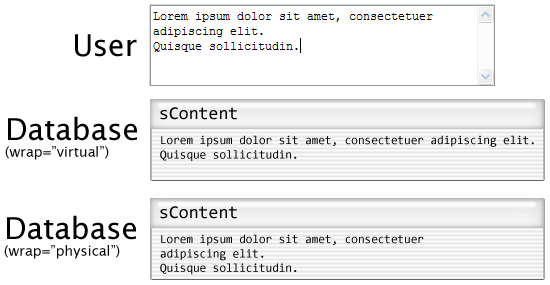 User
Lorem ipsum dolor sit amet, consectetuer
adipiscing elit.
Quisque sollicitudin.
Database
(wrap="virtual")
sContent
Lorem ipsum dolor sit amet, consectetuer adipiscing elit.
Quisque sollicitudin.
Database
(wrap="physical")
sContent
Lorem ipsum dolor sit amet, consectetuer
adipiscing elit.
Quisque sollicitudin.